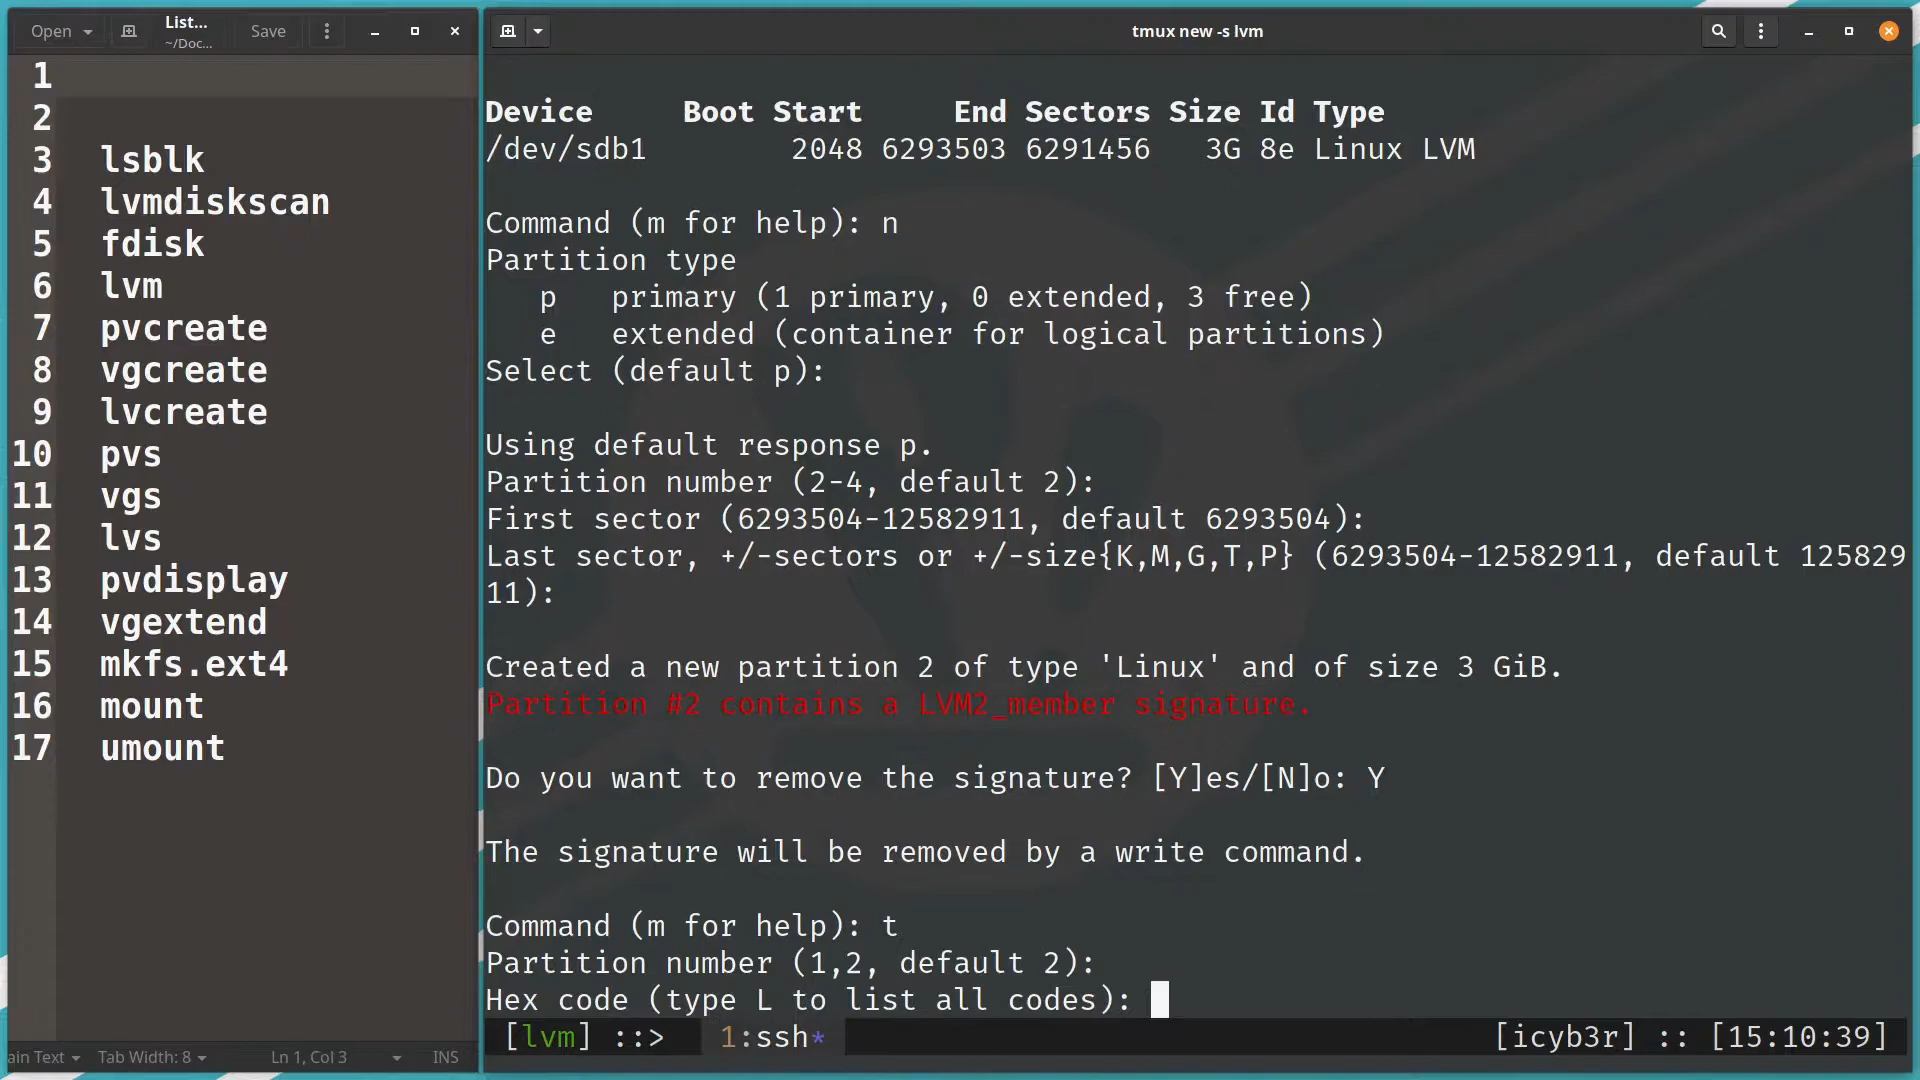 Open
List...
~/Doc...
Save
1
2
3 lsblk
4 lvmdiskscan
5 fdisk
6 lvm
7 pvcreate
8 vgcreate
9 lvcreate
10 pvs
11 vgs
12 lvs
13 pvdisplay
14 vgextend
15 mkfs.ext4
16 mount
17 umount
ain Text Tab Width: 8 Ln 1, Col 3 INS
tmux new -s lvm
Device Boot Start End Sectors Size Id Type
/dev/sdb1 2048 6293503 6291456 3G 8e Linux LVM
Command (m for help): n
Partition type
p primary (1 primary, 0 extended, 3 free)
e extended (container for logical partitions)
Select (default p):
Using default response p.
Partition number (2-4, default 2):
First sector (6293504-12582911, default 6293504):
Last sector, +/-sectors or +/-size{K,M,G,T,P} (6293504-12582911, default 125829
11):
Created a new partition 2 of type 'Linux' and of size 3 GiB.
Partition #2 contains a LVM2_member signature.
Do you want to remove the signature? [Y]es/[N]o: Y
The signature will be removed by a write command.
Command (m for help): t
Partition number (1,2, default 2):
Hex code (type L to list all codes):
[lvm] ::> 1:ssh* [icyb3r] :: [15:10:39]